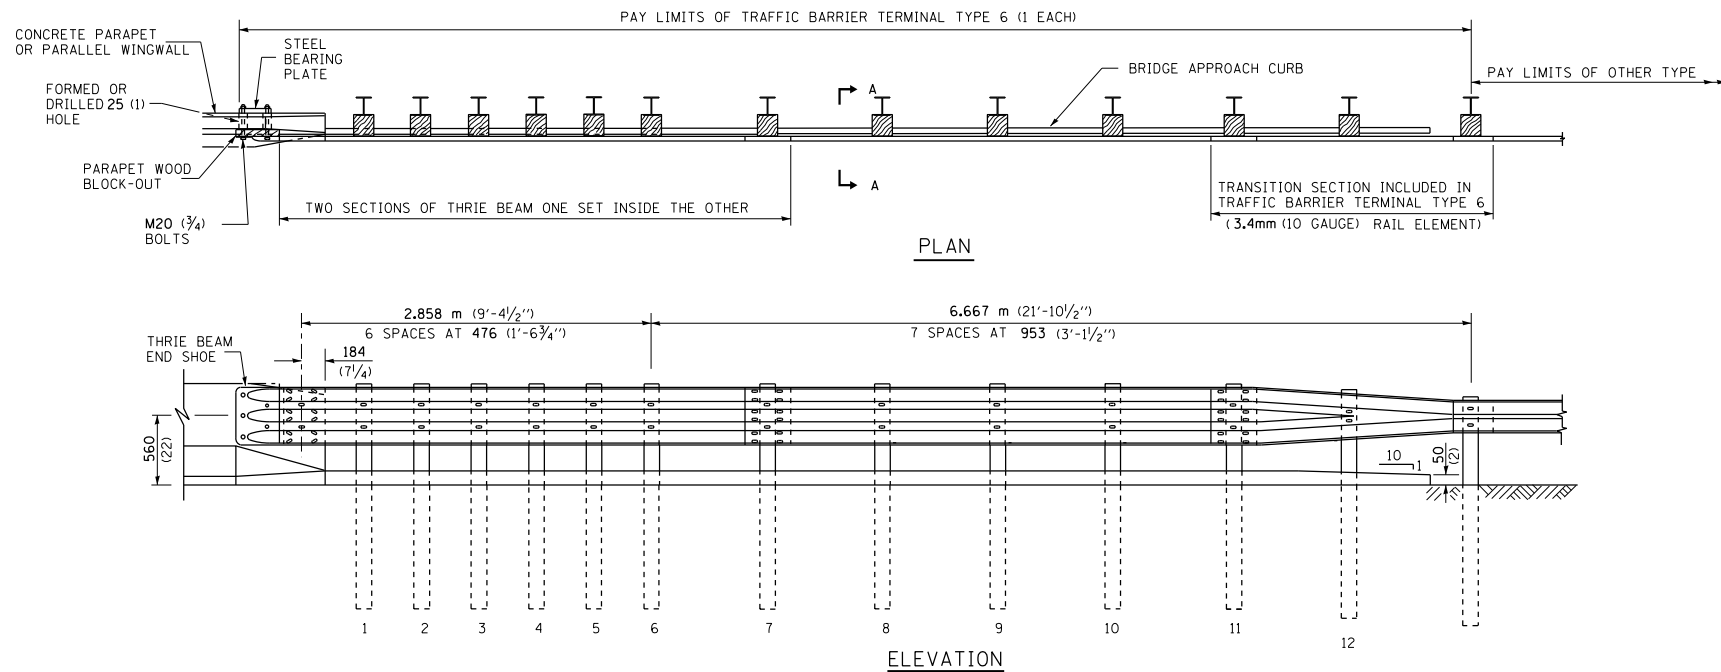 PAY LIMITS OF TRAFFIC BARRIER TERMINAL TYPE 6 (1 EACH)
CONCRETE PARAPET
OR PARALLEL WINGWALL
STEEL
BEARING
PLATE
FORMED OR
DRILLED 25 (1)
HOLE
A
BRIDGE APPROACH CURB
PAY LIMITS OF OTHER TYPE
PARAPET WOOD
BLOCK-OUT
A
M20 (3/4)
BOLTS
TWO SECTIONS OF THRIE BEAM ONE SET INSIDE THE OTHER
TRANSITION SECTION INCLUDED IN
TRAFFIC BARRIER TERMINAL TYPE 6
(3.4mm (10 GAUGE) RAIL ELEMENT)
PLAN
2.858 m (9'-4 1/2'')
6 SPACES AT 476 (1'-6 3/4'')
6.667 m (21'-10 1/2'')
7 SPACES AT 953 (3'-1 1/2'')
THRIE BEAM
END SHOE
184
(7 1/4)
560
(22)
10
1
50
(2)
1 2 3 4 5 6 7 8 9 10 11 12
ELEVATION